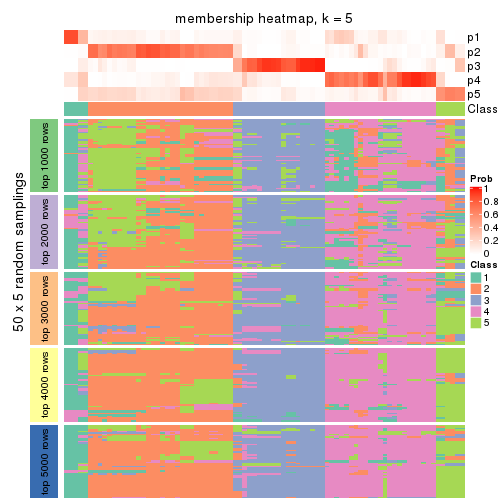 membership heatmap, k = 5
p1
p2
p3
p4
p5
Class
50 x 5 random samplings
top 1000 rows
top 2000 rows
top 3000 rows
top 4000 rows
top 5000 rows
Prob
1
0.8
0.6
0.4
0.2
0
Class
1
2
3
4
5